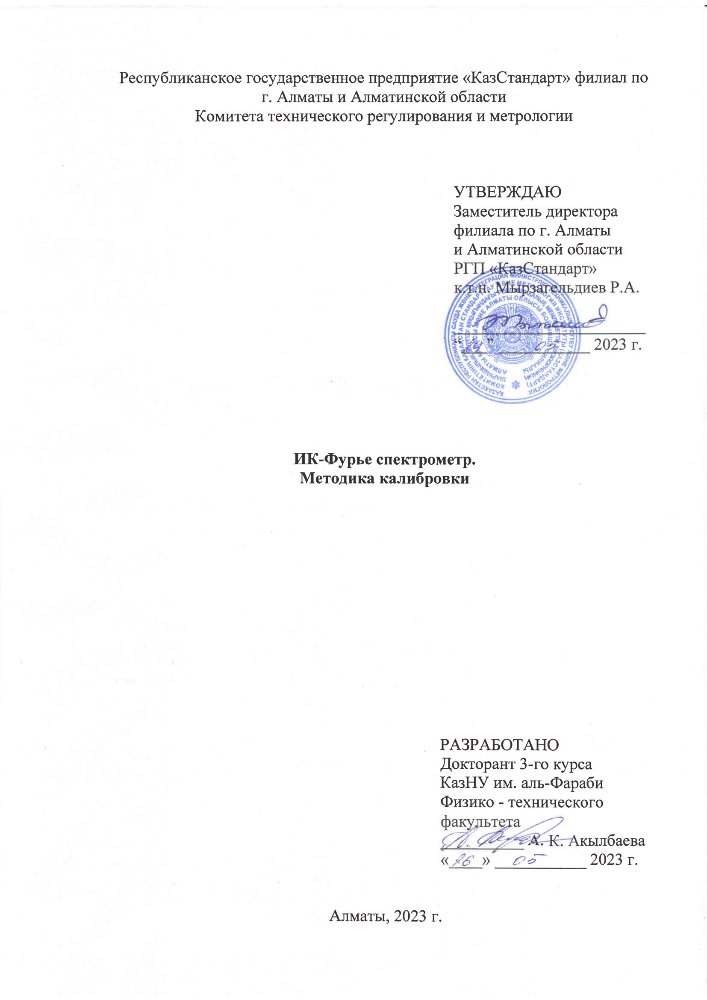 Республиканское государственное предприятие «КазСтандарт» филиал по
г. Алматы и Алматинской области
Комитета технического регулирования и метрологии
УТВЕРЖДАЮ
Заместитель директора
филиала по г. Алматы
и Алматинской области
РГП «КазСтандарт»
к.т.н. Мырзагельдиев Р.А.
“ ” 05 2023 г.
ИК-Фурье спектрометр.
Методика калибровки
РАЗРАБОТАНО
Докторант 3-го курса
КазНУ им. аль-Фараби
Физико - технического
факультета
А. К. Акылбаева
«26» 05 2023 г.
Алматы, 2023 г.